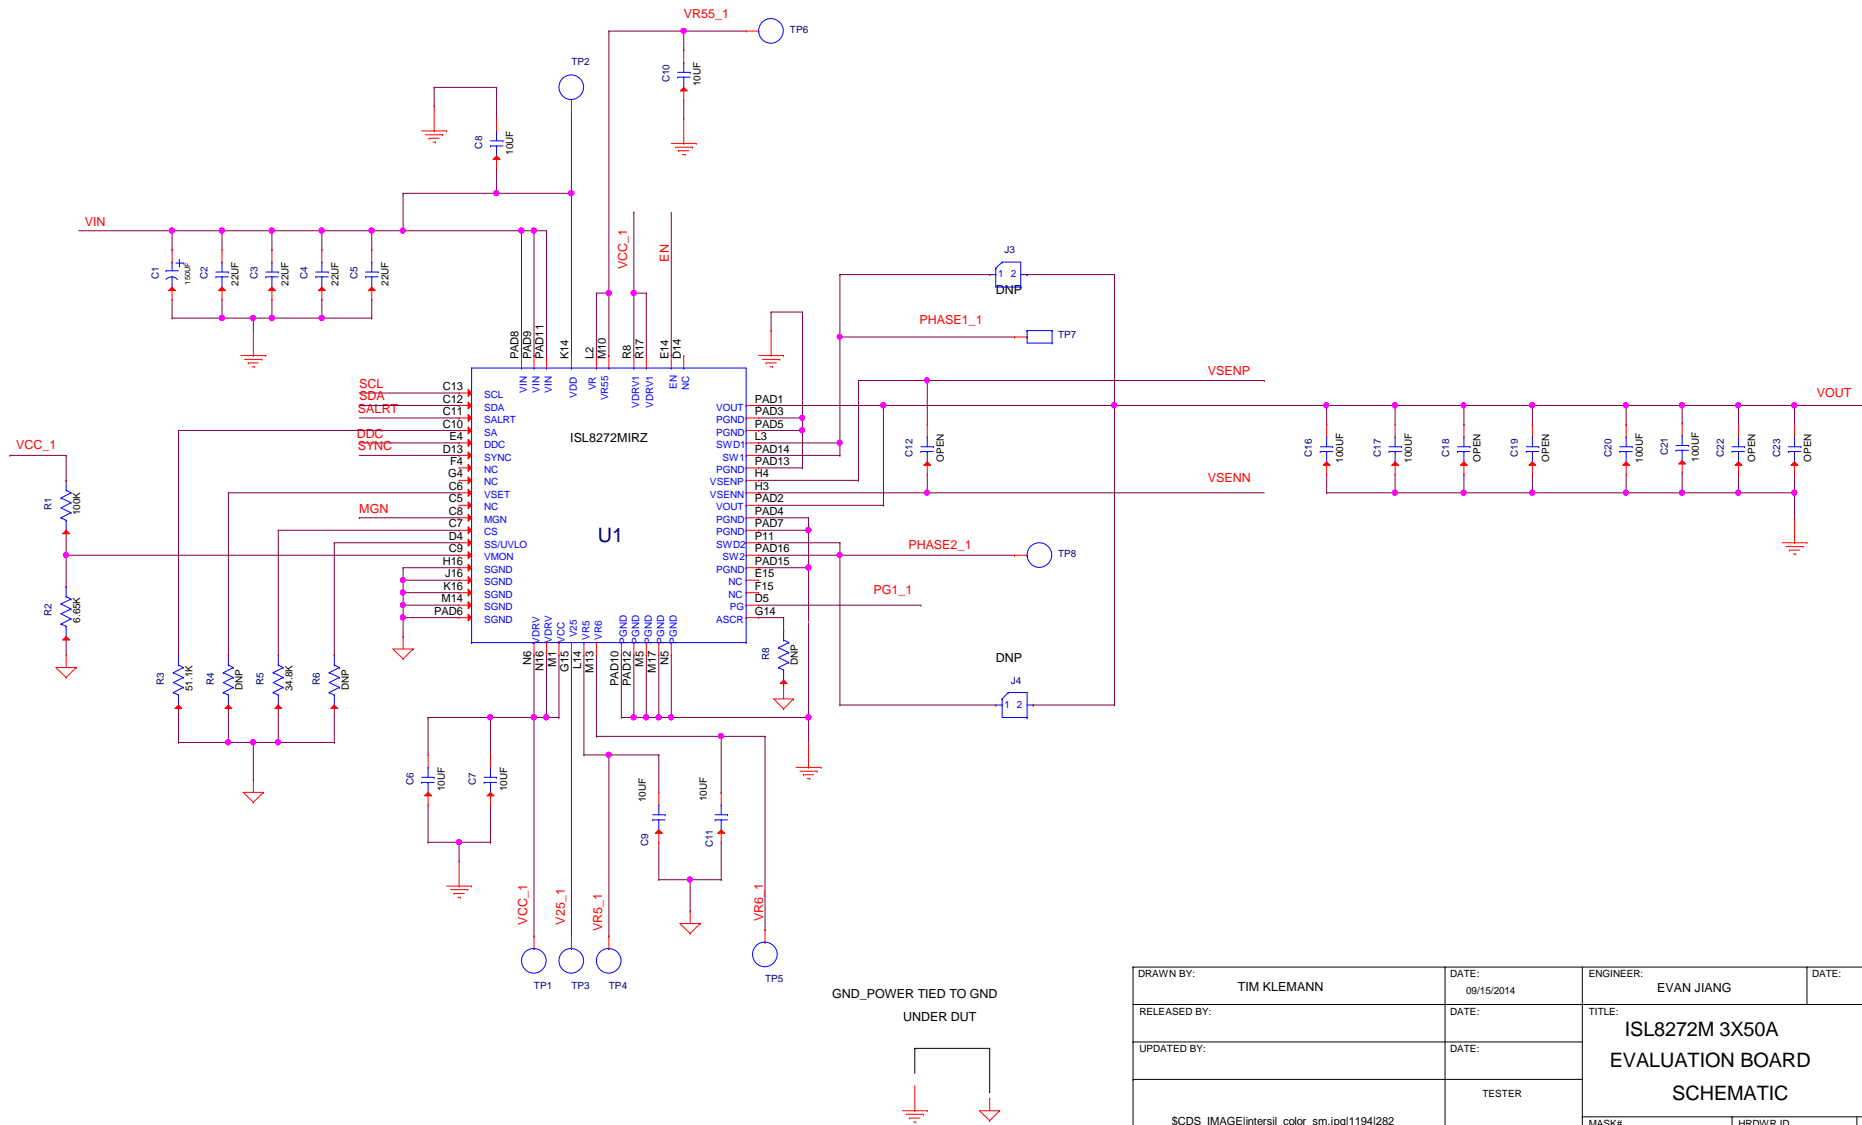 VR55_1
TP6
TP2
C10
10UF
C8
10UF
VIN
C1
150UF
C2
22UF
C3
22UF
C4
22UF
C5
22UF
VCC_1
EN
J3
1 2
DNP
PHASE1_1
TP7
PAD8
PAD9
PAD11
K14
L2
M10
R8
R17
E14
D14
VIN
VIN
VIN
VDD
VR
VR55
VDRV1
VDRV1
EN
NC
SCL
SDA
SALRT
DDC
SYNC
MGN
C13
C12
C11
C10
E4
D13
F4
G4
C6
C5
C8
C7
D4
C9
H16
J16
K16
M14
PAD6
SCL
SDA
SALRT
SA
DDC
SYNC
NC
NC
VSET
NC
MGN
CS
SS/UVLO
VMON
SGND
SGND
SGND
SGND
SGND
ISL8272MIRZ
U1
VOUT
PGND
PGND
SWD1
SW1
PGND
VSENP
VSENN
VOUT
PGND
PGND
SWD2
SW2
PGND
NC
NC
PG
ASCR
PAD1
PAD3
PAD5
L3
PAD14
PAD13
H4
H3
PAD2
PAD4
PAD7
P11
PAD16
PAD15
E15
F15
D5
G14
VSENP
VOUT
VSENN
C12
OPEN
C16
100UF
C17
100UF
C18
OPEN
C19
OPEN
C20
100UF
C21
100UF
C22
OPEN
C23
OPEN
PHASE2_1
TP8
PG1_1
VCC_1
R1
100K
R2
6.65K
R3
51.1K
R4
DNP
R5
34.8K
R6
DNP
VDRV
VDRV
VCC
V25
VR5
VR6
PGND
PGND
PGND
PGND
PGND
N6
N16
M1
G15
L14
M13
PAD10
PAD12
M5
M17
N5
R8
DNP
DNP
J4
1 2
C6
10UF
C7
10UF
10UF
C9
10UF
C11
VCC_1
V25_1
VR5_1
VR6_1
TP1
TP3
TP4
TP5
GND_POWER TIED TO GND
UNDER DUT
DRAWN BY:
TIM KLEMANN
DATE:
09/15/2014
ENGINEER:
EVAN JIANG
DATE:
RELEASED BY:
DATE:
TITLE:
ISL8272M 3X50A
EVALUATION BOARD
SCHEMATIC
UPDATED BY:
DATE:
TESTER
$CDS_IMAGE|intersil_color_sm.jpg|1194|282
MASK#
HRDWR ID